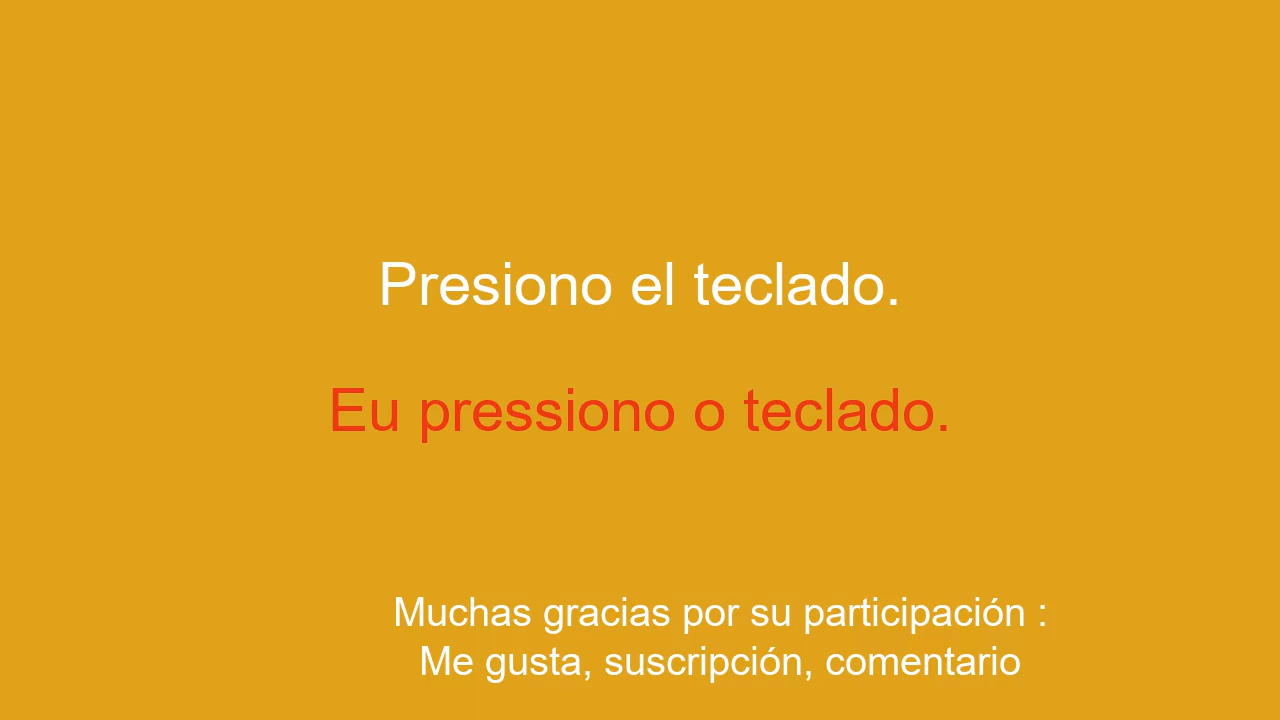 Presiono el teclado.
Eu pressiono o teclado.
Muchas gracias por su participación :
Me gusta, suscripción, comentario